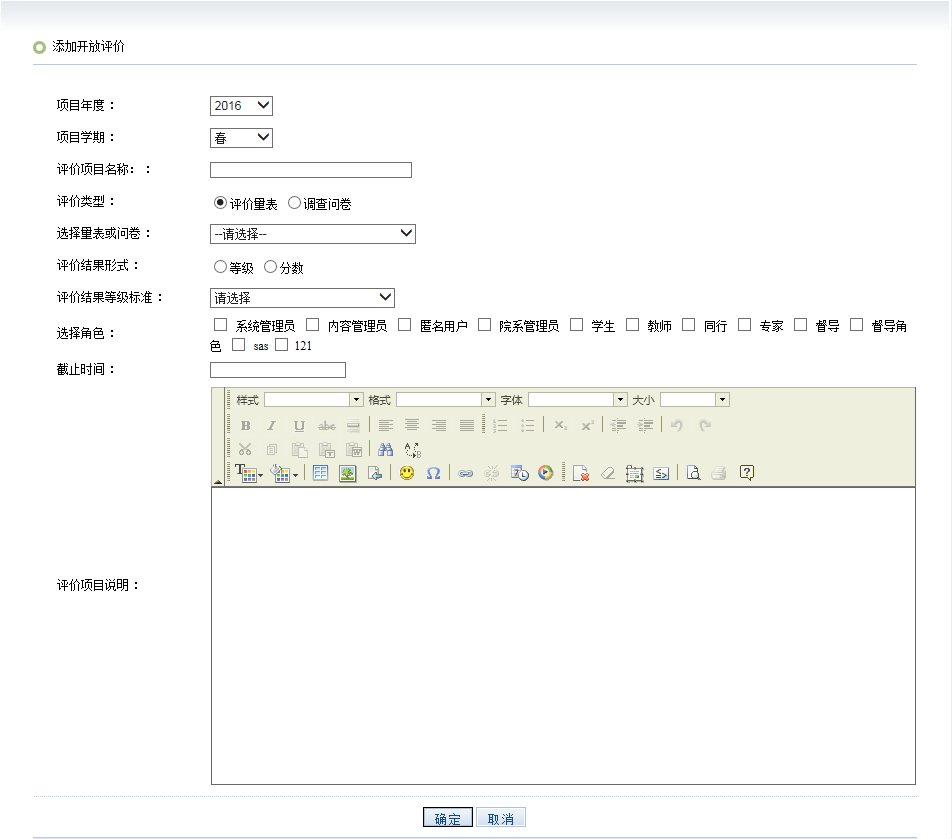 添加开放评价
项目年度： 2016
项目学期： 春
评价项目名称：：
评价类型： 评价量表 调查问卷
选择量表或问卷： --请选择--
评价结果形式： 等级 分数
评价结果等级标准： 请选择
选择角色： 系统管理员 内容管理员 匿名用户 院系管理员 学生 教师 同行 专家 督导 督导角
色 sas 121
截止时间：
样式 格式 字体 大小
B I U abc
评价项目说明：
确定 取消